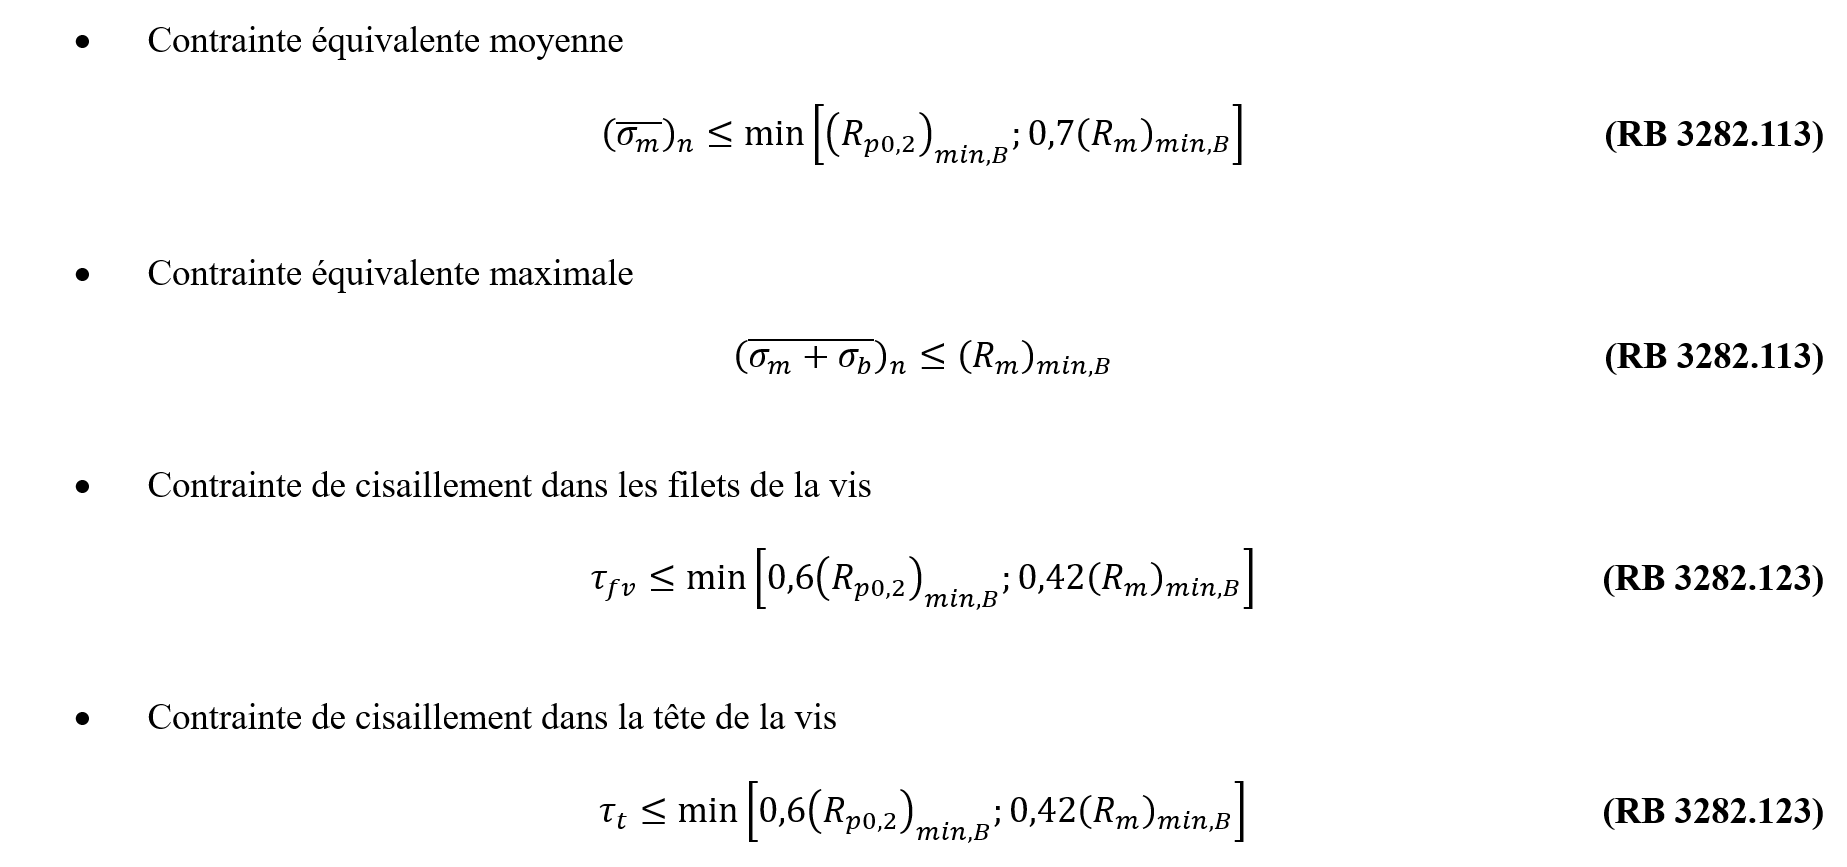 • Contrainte équivalente moyenne
$(\overline{\sigma_m})_n \leq \min\left[\left(R_{p0,2}\right)_{min,B} ; 0,7(R_m)_{min,B}\right]$ (RB 3282.113)
• Contrainte équivalente maximale
$(\overline{\sigma_m + \sigma_b})_n \leq (R_m)_{min,B}$ (RB 3282.113)
• Contrainte de cisaillement dans les filets de la vis
$\tau_{fv} \leq \min\left[0,6\left(R_{p0,2}\right)_{min,B} ; 0,42(R_m)_{min,B}\right]$ (RB 3282.123)
• Contrainte de cisaillement dans la tête de la vis
$\tau_t \leq \min\left[0,6\left(R_{p0,2}\right)_{min,B} ; 0,42(R_m)_{min,B}\right]$ (RB 3282.123)